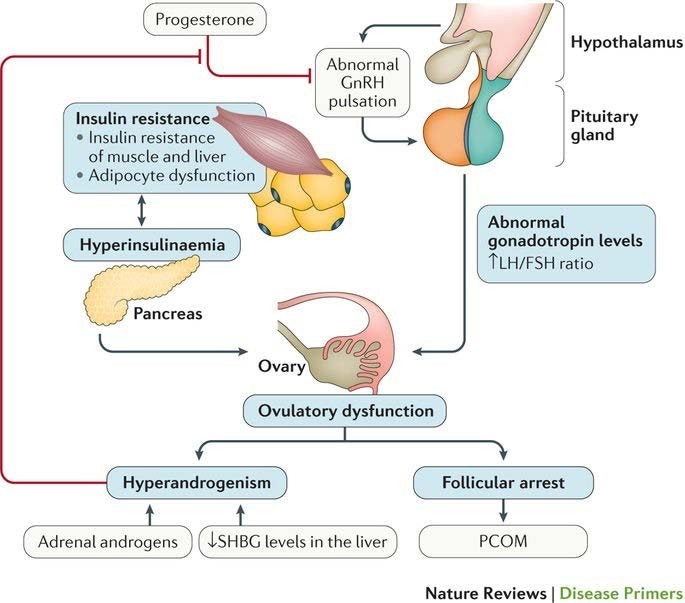 Progesterone
Abnormal
GnRH
pulsation
Hypothalamus
Pituitary
gland
Insulin resistance
• Insulin resistance
of muscle and liver
• Adipocyte dysfunction
Hyperinsulinaemia
Pancreas
Abnormal
gonadotropin levels
↑LH/FSH ratio
Ovary
Ovulatory dysfunction
Hyperandrogenism
Follicular arrest
Adrenal androgens
↓SHBG levels in the liver
PCOM
Nature Reviews | Disease Primers